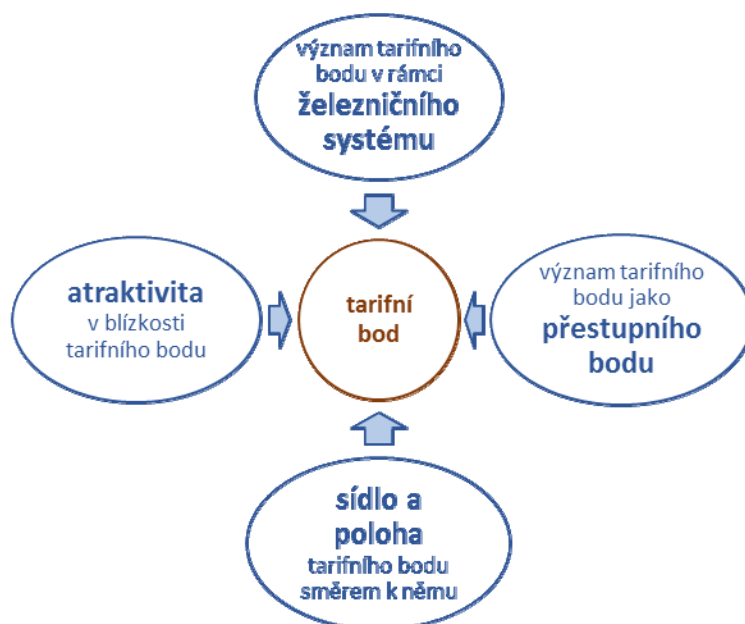 význam tarifního
bodu v rámci
železničního
systému
atraktivita
v blízkosti
tarifního bodu
tarifní
bod
význam tarifního
bodu jako
přestupního
bodu
sídlo a
poloha
tarifního bodu
směrem k němu